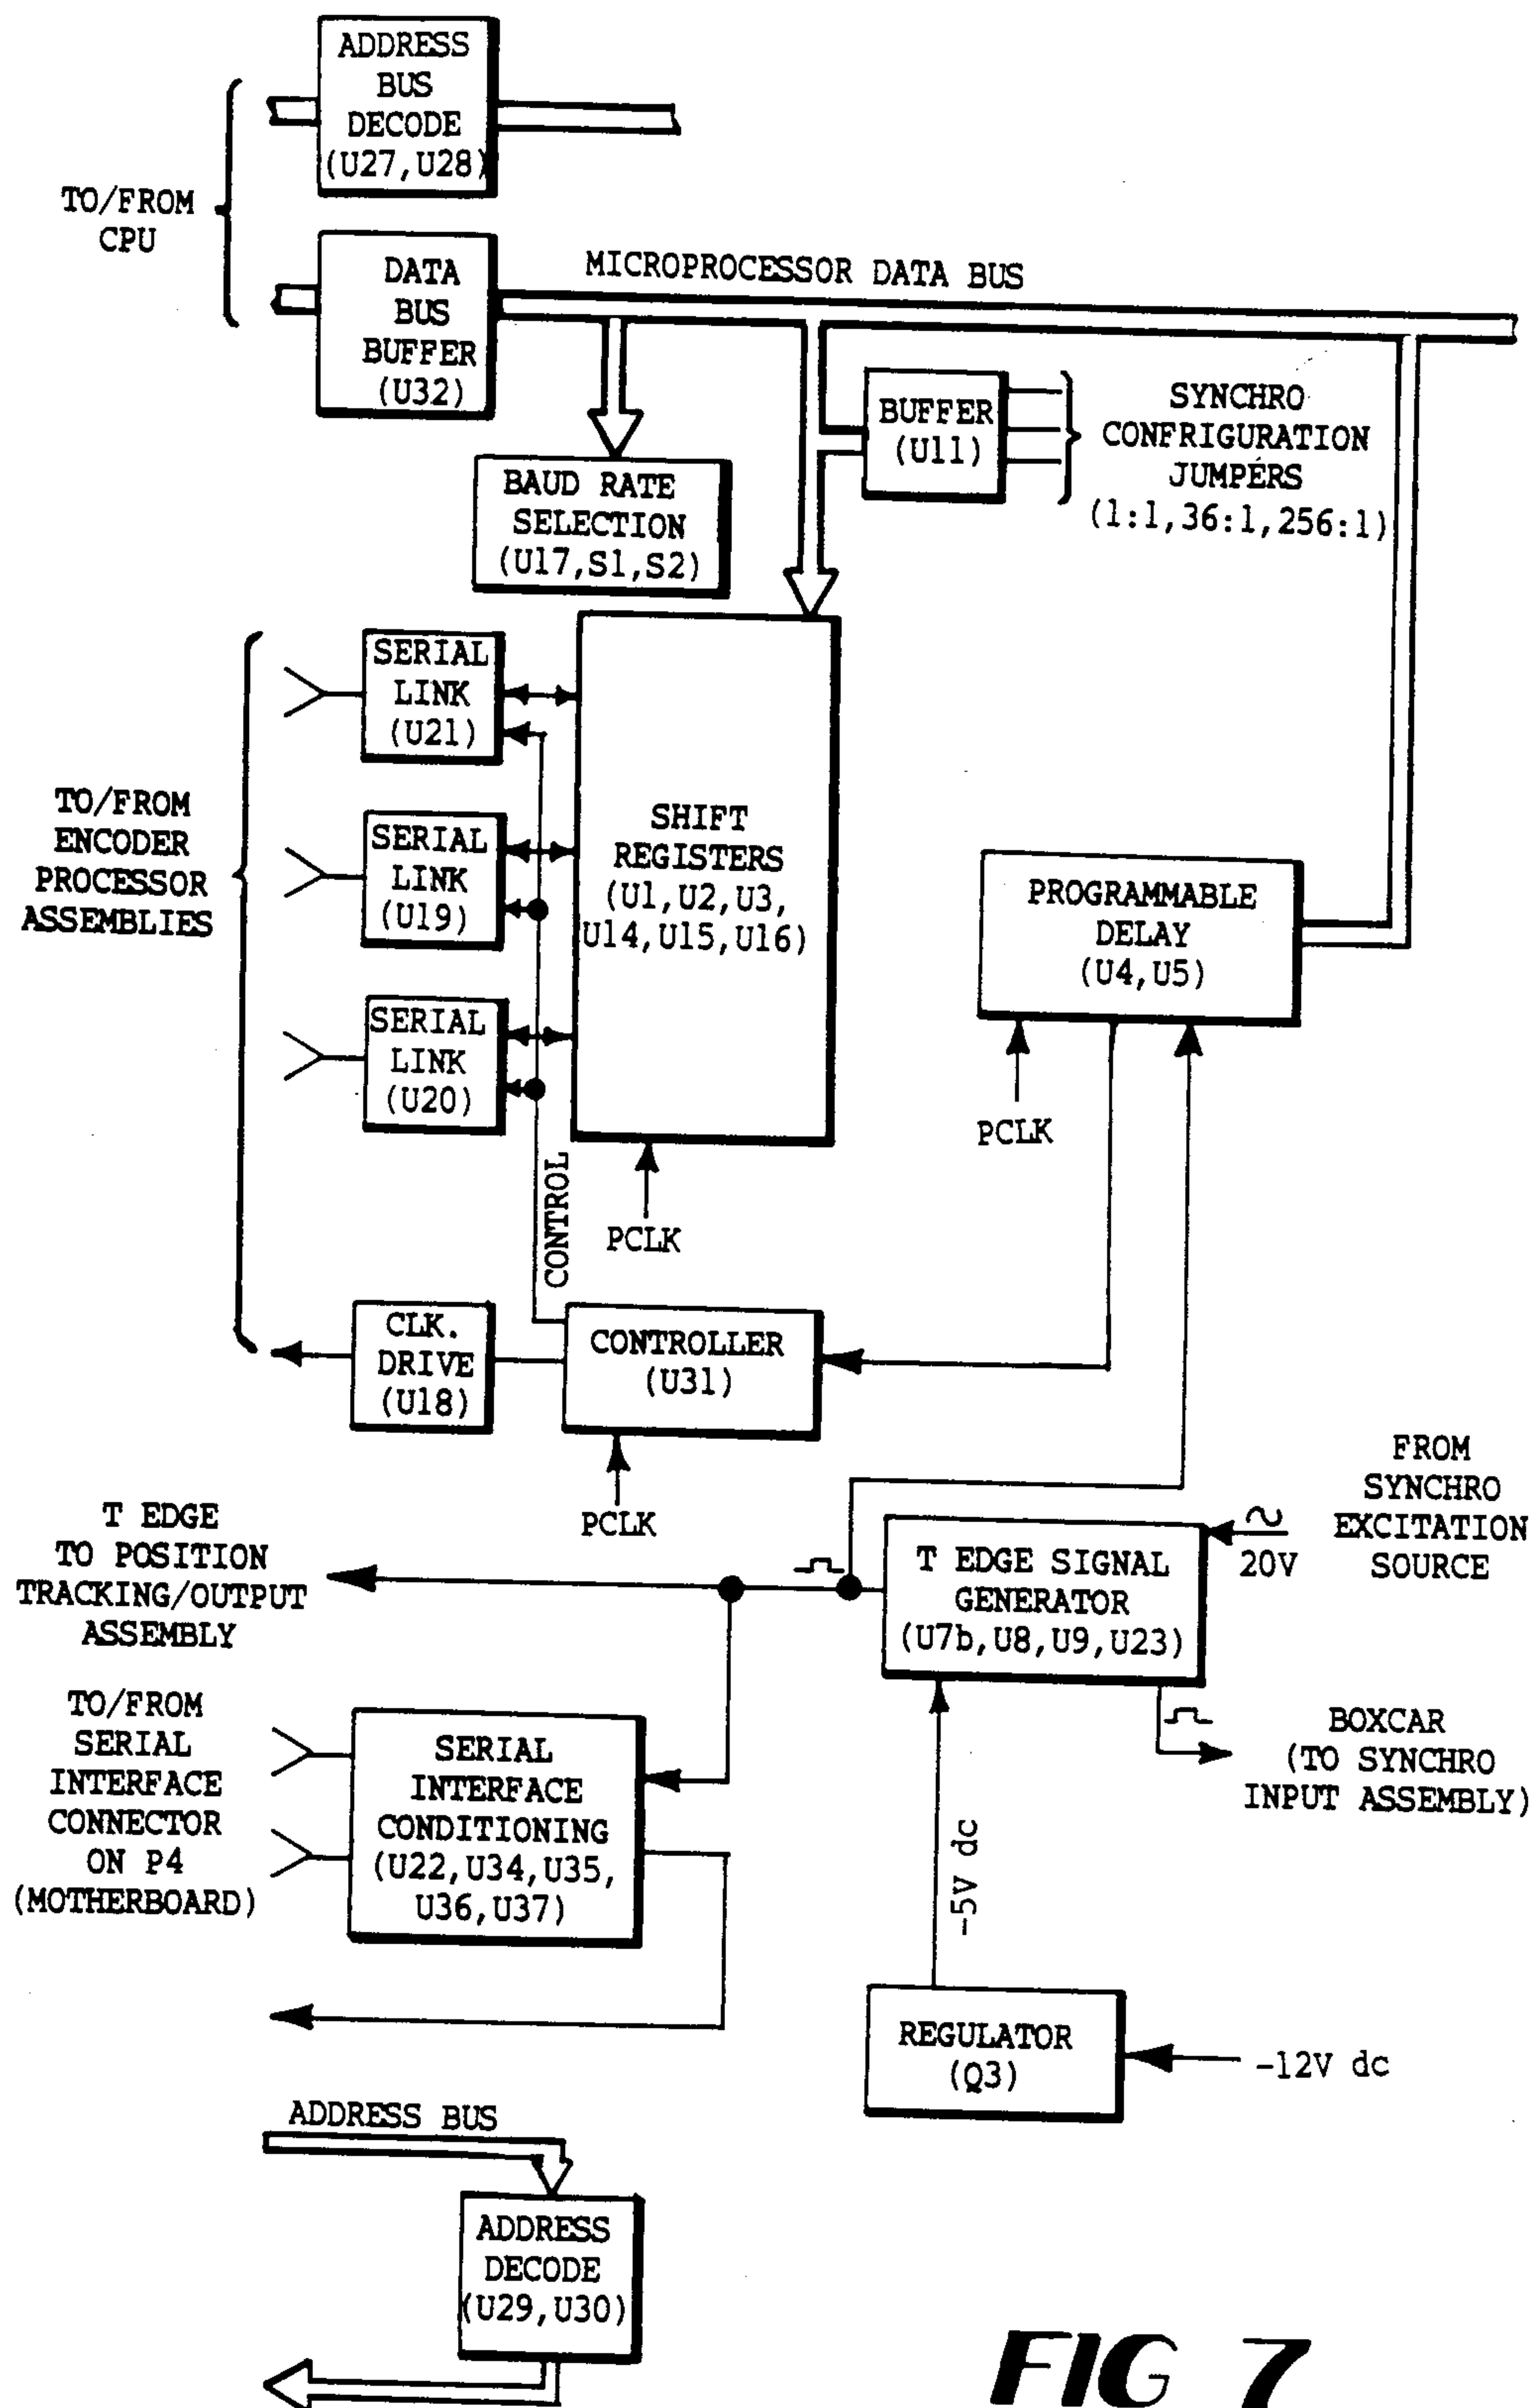 ADDRESS
BUS
DECODE
(U27,U28)
TO/FROM
CPU
DATA
BUS
BUFFER
(U32)
MICROPROCESSOR DATA BUS
BUFFER
(U11)
SYNCHRO
CONFRIGURATION
JUMPERS
(1:1,36:1,256:1)
BAUD RATE
SELECTION
(U17,S1,S2)
TO/FROM
ENCODER
PROCESSOR
ASSEMBLIES
SERIAL
LINK
(U21)
SERIAL
LINK
(U19)
SERIAL
LINK
(U20)
SHIFT
REGISTERS
(U1,U2,U3,
U14,U15,U16)
PROGRAMMABLE
DELAY
(U4,U5)
PCLK
PCLK
CONTROL
CLK.
DRIVE
(U18)
CONTROLLER
(U31)
PCLK
T EDGE
TO POSITION
TRACKING/OUTPUT
ASSEMBLY
T EDGE SIGNAL
GENERATOR
(U7b,U8,U9,U23)
20V
FROM
SYNCHRO
EXCITATION
SOURCE
BOXCAR
(TO SYNCHRO
INPUT ASSEMBLY)
TO/FROM
SERIAL
INTERFACE
CONNECTOR
ON P4
(MOTHERBOARD)
SERIAL
INTERFACE
CONDITIONING
(U22,U34,U35,
U36,U37)
-5V dc
REGULATOR
(Q3)
-12V dc
ADDRESS BUS
ADDRESS
DECODE
(U29,U30)
FIG 7